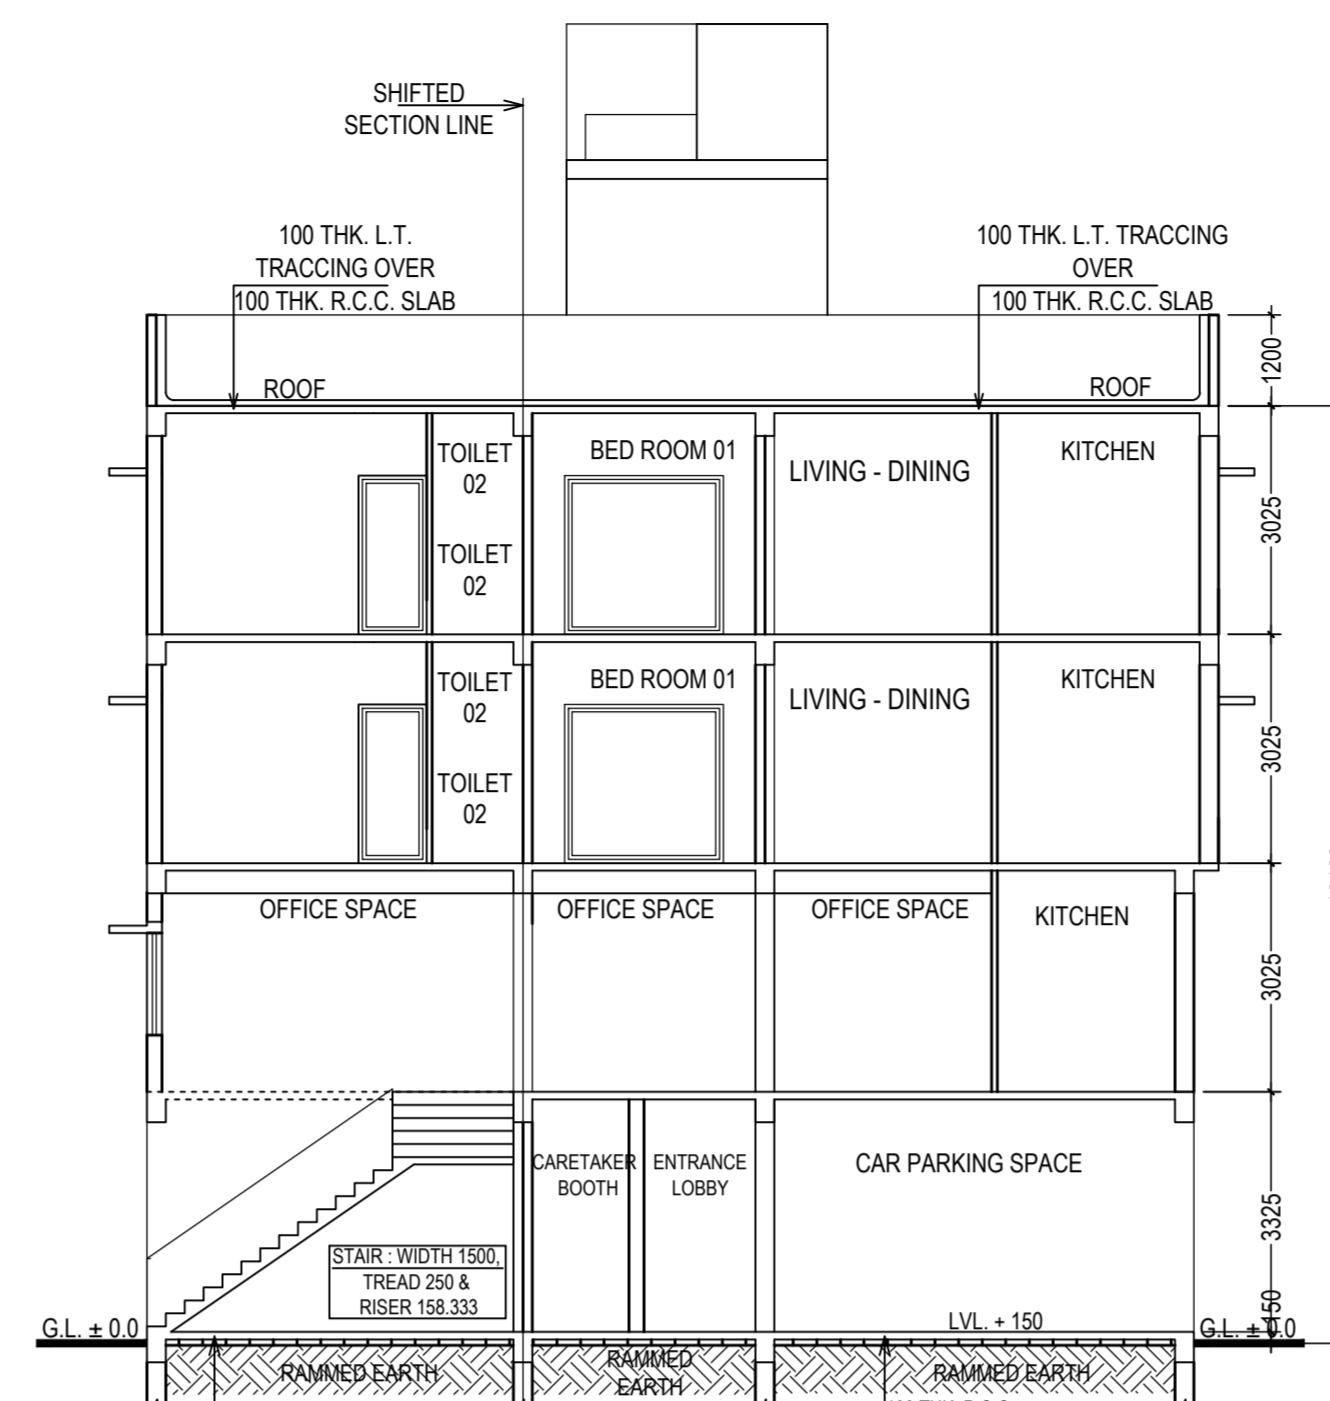 SHIFTED
SECTION LINE
100 THK. L.T.
TRACCING OVER
100 THK. R.C.C. SLAB
100 THK. L.T. TRACCING
OVER
100 THK. R.C.C. SLAB
1200
ROOF
ROOF
TOILET
02
BED ROOM 01
LIVING - DINING
KITCHEN
3025
TOILET
02
TOILET
02
BED ROOM 01
LIVING - DINING
KITCHEN
3025
TOILET
02
OFFICE SPACE
OFFICE SPACE
OFFICE SPACE
KITCHEN
3025
CARETAKER
BOOTH
ENTRANCE
LOBBY
CAR PARKING SPACE
3325
STAIR : WIDTH 1500,
TREAD 250 &
RISER 158.333
G.L. ± 0.0
LVL. + 150
150
G.L. ± 0.0
RAMMED EARTH
RAMMED
EARTH
RAMMED EARTH